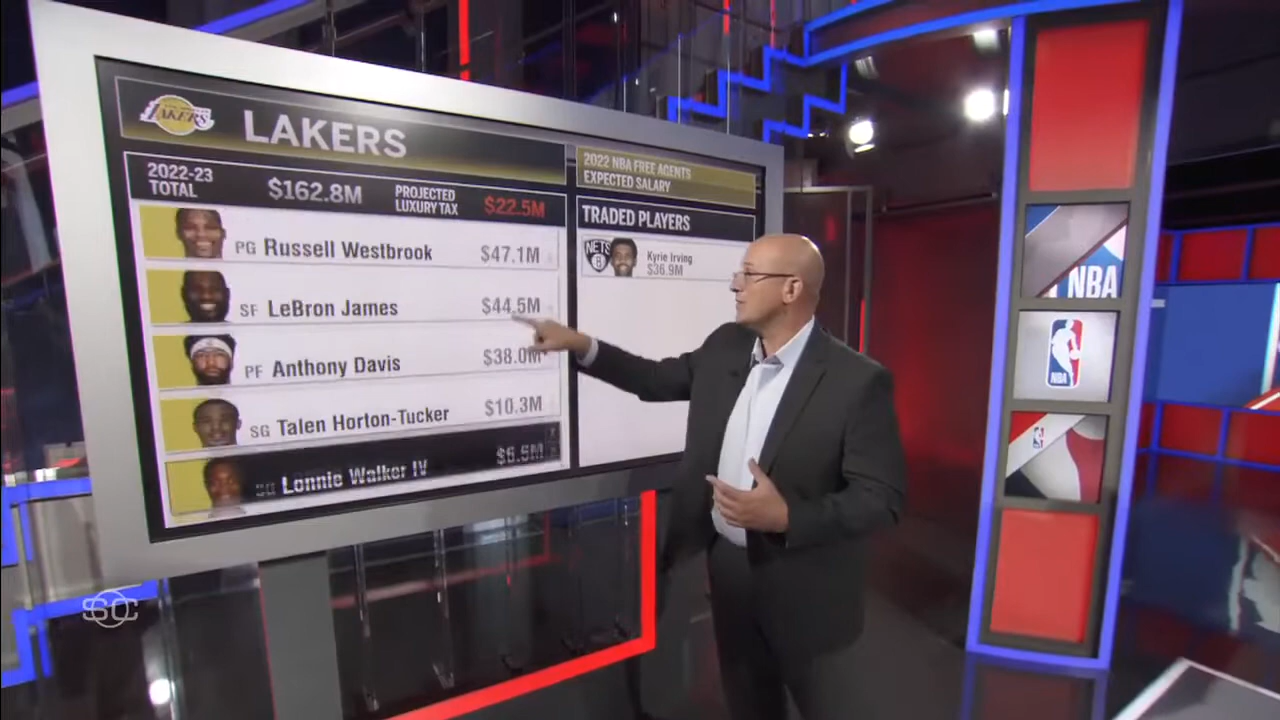 LAKERS
LAKERS
2022-23
TOTAL
$162.8M
PROJECTED
LUXURY TAX
$22.5M
PG Russell Westbrook $47.1M
SF LeBron James $44.5M
PF Anthony Davis $38.0M
SG Talen Horton-Tucker $10.3M
SG Lonnie Walker IV $6.5M
2022 NBA FREE AGENTS
EXPECTED SALARY
TRADED PLAYERS
NETS
B
Kyrie Irving
$36.9M
NBA
NBA
SC